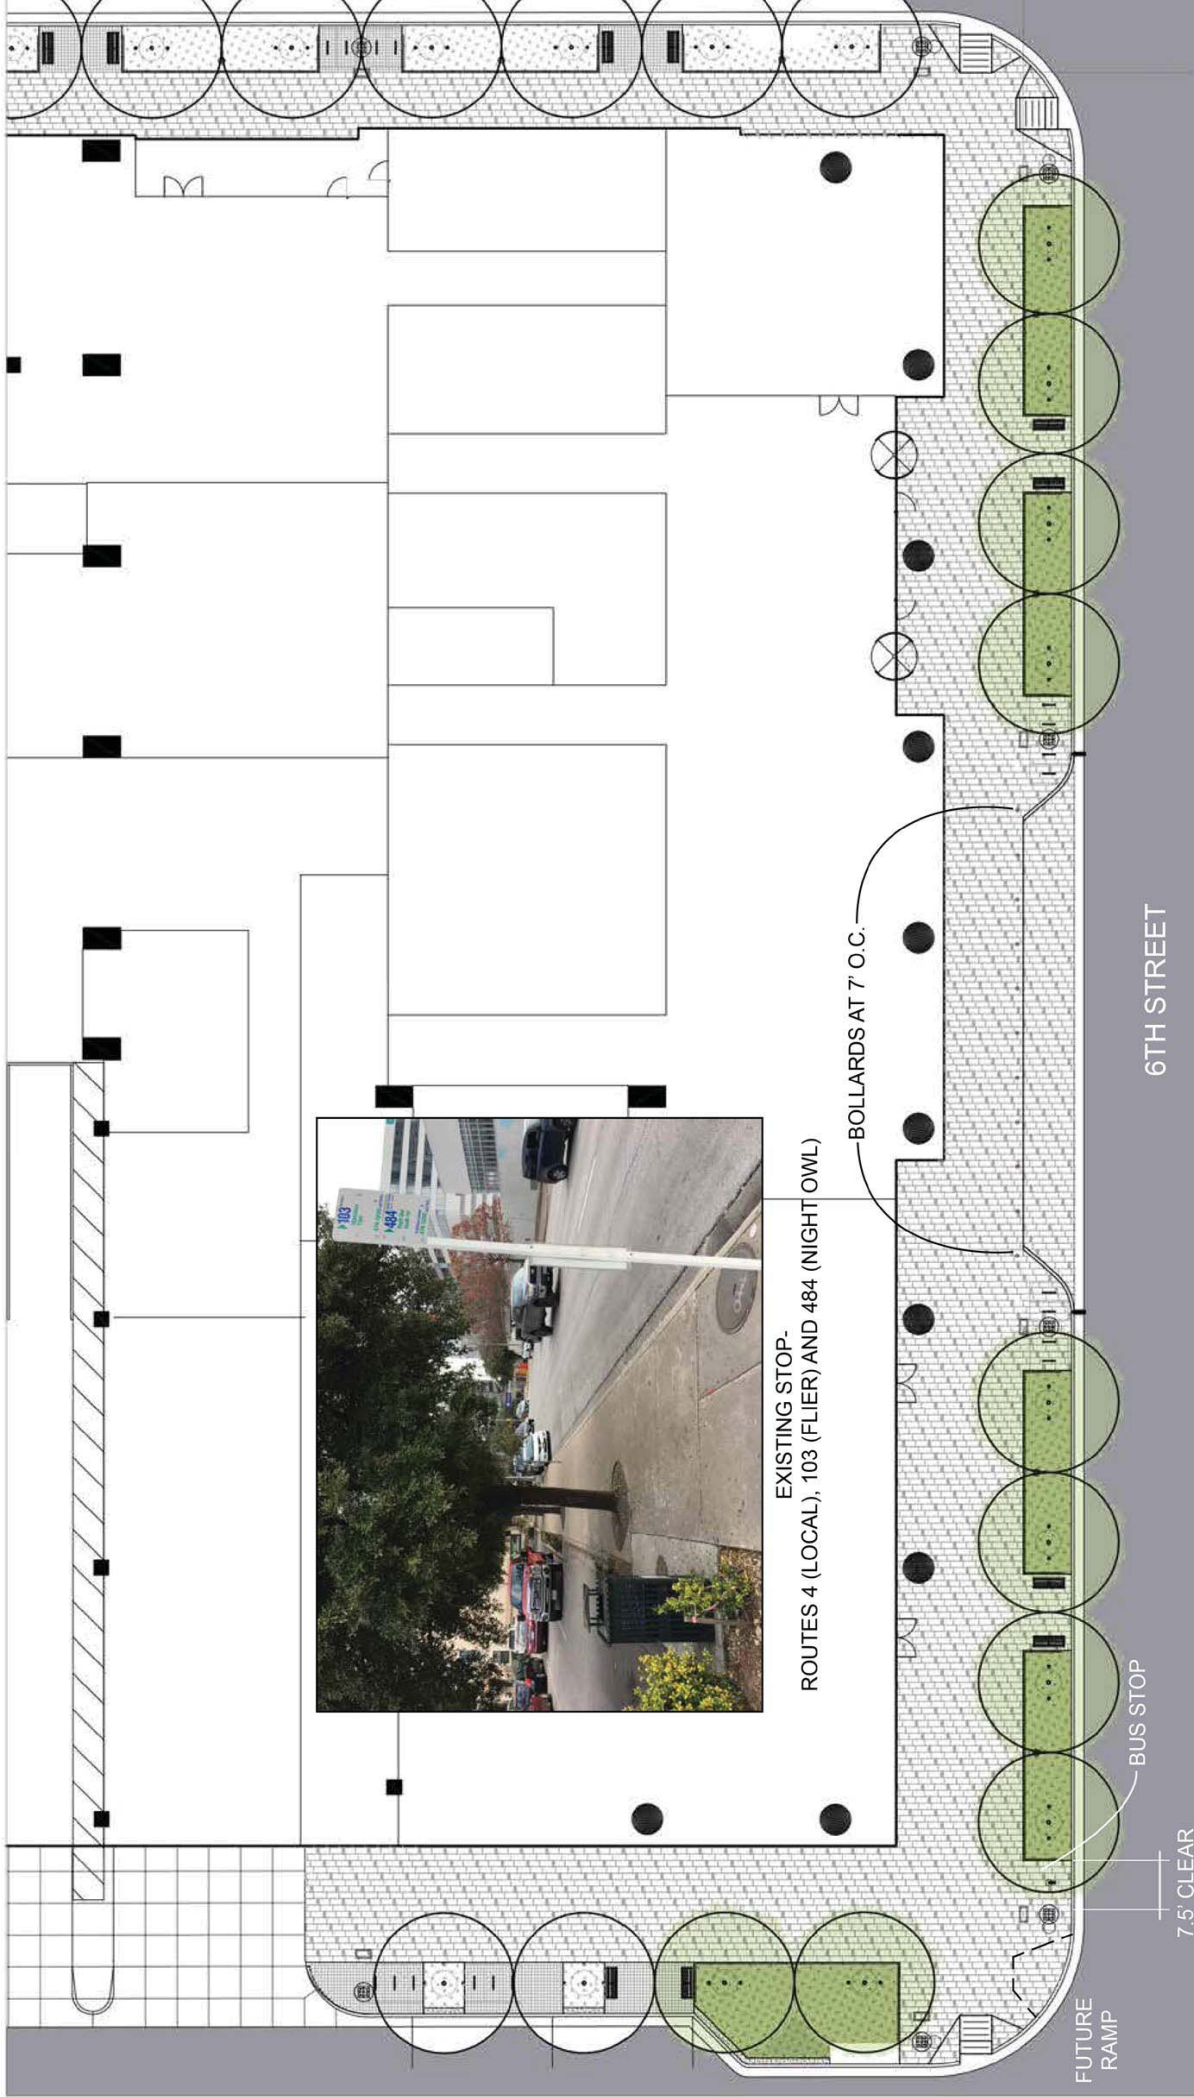 103
484
EXISTING STOP-
ROUTES 4 (LOCAL), 103 (FLIER) AND 484 (NIGHT OWL)
BOLLARDS AT 7' O.C.
6TH STREET
BUS STOP
7.5' CLEAR
FUTURE
RAMP